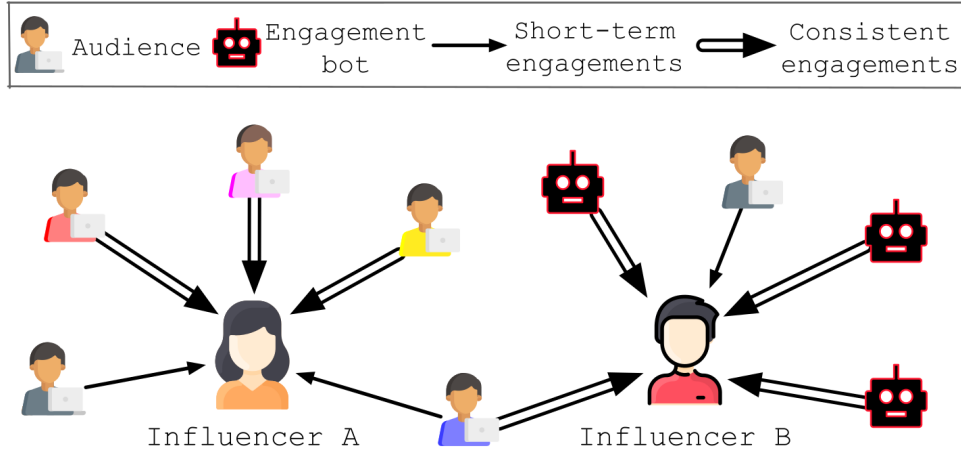 Audience
Engagement
bot
Short-term
engagements
Consistent
engagements
Influencer A
Influencer B